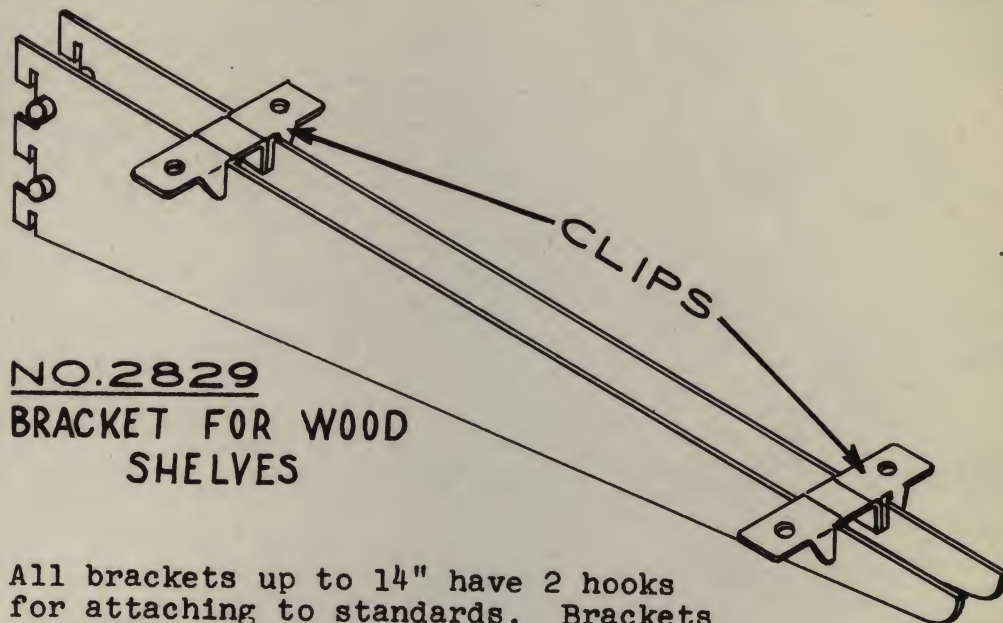 CLIPS
NO.2829
BRACKET FOR WOOD
SHELVES
All brackets up to 14" have 2 hooks
for attaching to standards. Brackets